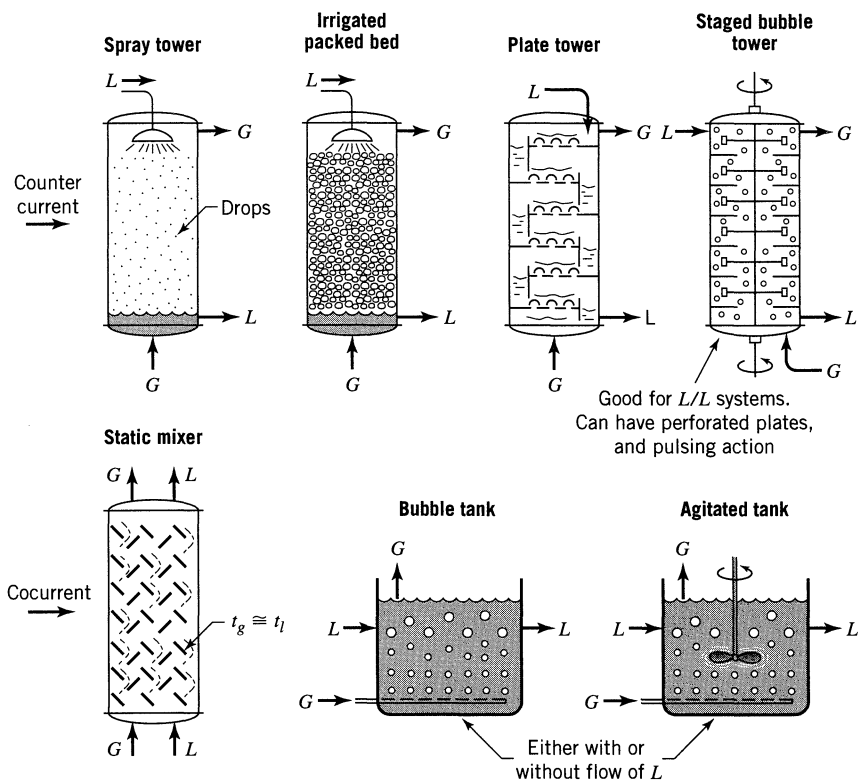 Spray tower
Irrigated
packed bed
Plate tower
Staged bubble
tower
L
L
L
G
G
G
L
G
Counter
current
Drops
L
L
L
L
G
G
G
G
Good for L/L systems.
Can have perforated plates,
and pulsing action
Static mixer
G
L
Bubble tank
Agitated tank
G
G
Cocurrent
t_g ≅ t_l
L
L
L
L
G
G
G
L
Either with or
without flow of L